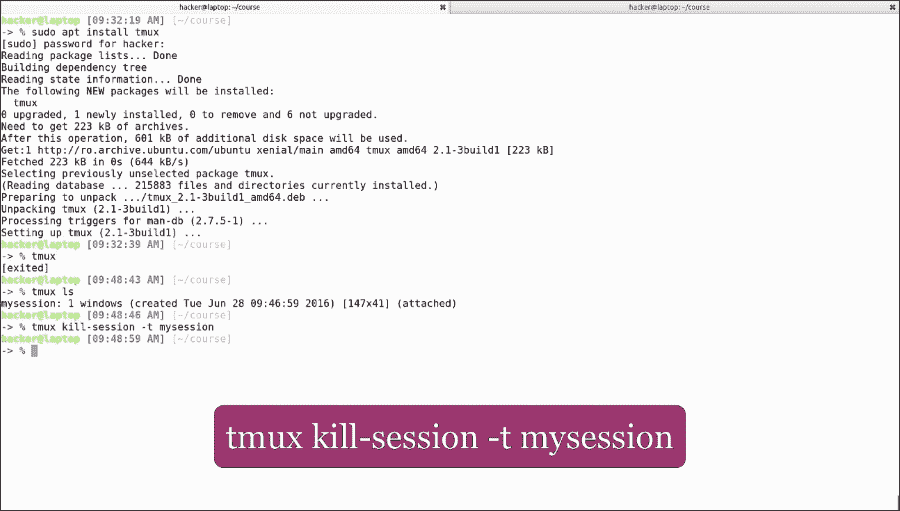 hacker@laptop: ~/course
hacker@laptop: ~/course
hacker@laptop [09:32:19 AM] [~/course]
-> % sudo apt install tmux
[sudo] password for hacker:
Reading package lists... Done
Building dependency tree
Reading state information... Done
The following NEW packages will be installed:
  tmux
0 upgraded, 1 newly installed, 0 to remove and 6 not upgraded.
Need to get 223 kB of archives.
After this operation, 601 kB of additional disk space will be used.
Get:1 http://ro.archive.ubuntu.com/ubuntu xenial/main amd64 tmux amd64 2.1-3build1 [223 kB]
Fetched 223 kB in 0s (644 kB/s)
Selecting previously unselected package tmux.
(Reading database ... 215883 files and directories currently installed.)
Preparing to unpack .../tmux_2.1-3build1_amd64.deb ...
Unpacking tmux (2.1-3build1) ...
Processing triggers for man-db (2.7.5-1) ...
Setting up tmux (2.1-3build1) ...
hacker@laptop [09:32:39 AM] [~/course]
-> % tmux
[exited]
hacker@laptop [09:48:43 AM] [~/course]
-> % tmux ls
mysession: 1 windows (created Tue Jun 28 09:46:59 2016) [147x41] (attached)
hacker@laptop [09:48:46 AM] [~/course]
-> % tmux kill-session -t mysession
hacker@laptop [09:48:59 AM] [~/course]
-> %
tmux kill-session -t mysession